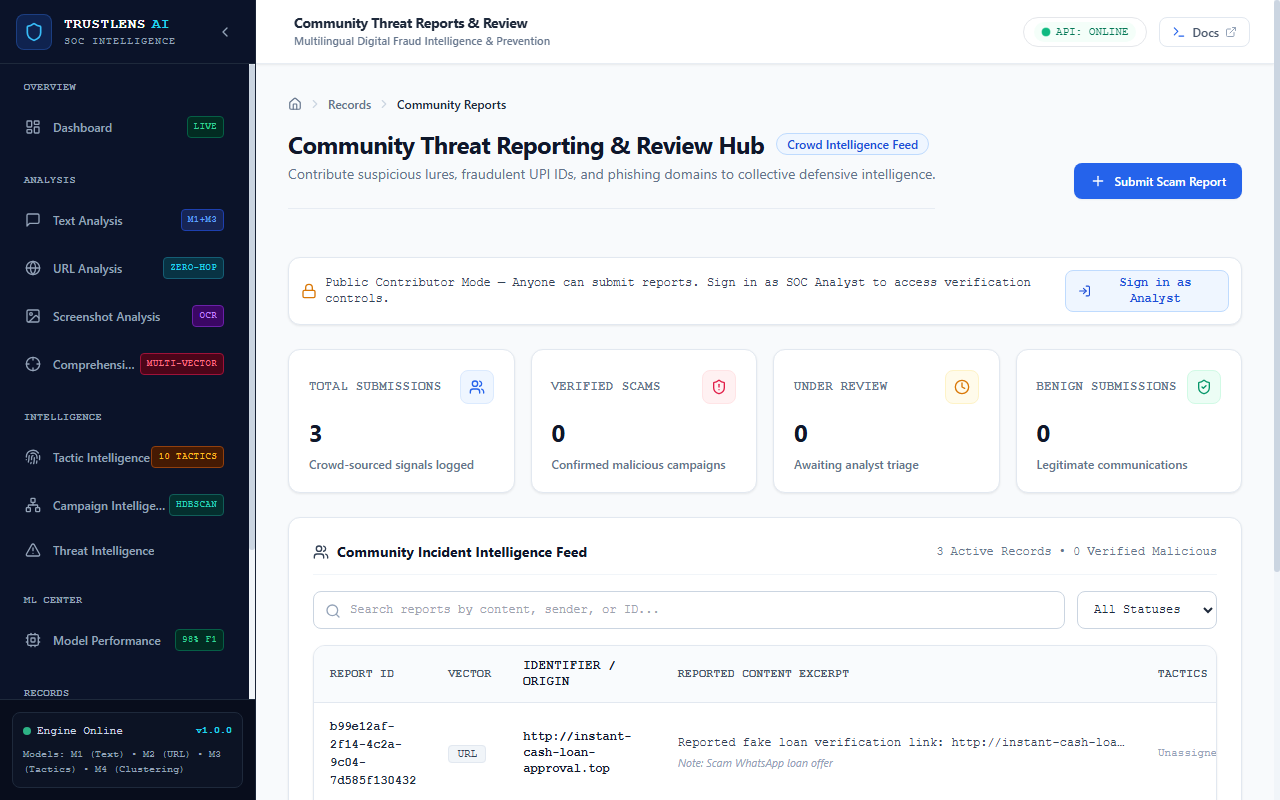 TRUSTLENS AI
SOC INTELLIGENCE
OVERVIEW
Dashboard
LIVE
ANALYSIS
Text Analysis
M1+M3
URL Analysis
ZERO-HOP
Screenshot Analysis
OCR
Comprehensi...
MULTI-VECTOR
INTELLIGENCE
Tactic Intelligence
10 TACTICS
Campaign Intellige...
HDBSCAN
Threat Intelligence
ML CENTER
Model Performance
98% F1
RECORDS
Engine Online
v1.0.0
Models: M1 (Text) • M2 (URL) • M3
(Tactics) • M4 (Clustering)
Community Threat Reports & Review
Multilingual Digital Fraud Intelligence & Prevention
API: ONLINE
Docs
Records
Community Reports
Community Threat Reporting & Review Hub
Crowd Intelligence Feed
Contribute suspicious lures, fraudulent UPI IDs, and phishing domains to collective defensive intelligence.
Submit Scam Report
Public Contributor Mode — Anyone can submit reports. Sign in as SOC Analyst to access verification
controls.
Sign in as
Analyst
TOTAL SUBMISSIONS
3
Crowd-sourced signals logged
VERIFIED SCAMS
0
Confirmed malicious campaigns
UNDER REVIEW
0
Awaiting analyst triage
BENIGN SUBMISSIONS
0
Legitimate communications
Community Incident Intelligence Feed
3 Active Records • 0 Verified Malicious
Search reports by content, sender, or ID...
All Statuses
REPORT ID
VECTOR
IDENTIFIER /
ORIGIN
REPORTED CONTENT EXCERPT
TACTICS
b99e12af-
2f14-4c2a-
9c04-
7d585f130432
URL
http://instant-
cash-loan-
approval.top
Reported fake loan verification link: http://instant-cash-loa…
Note: Scam WhatsApp loan offer
Unassigne